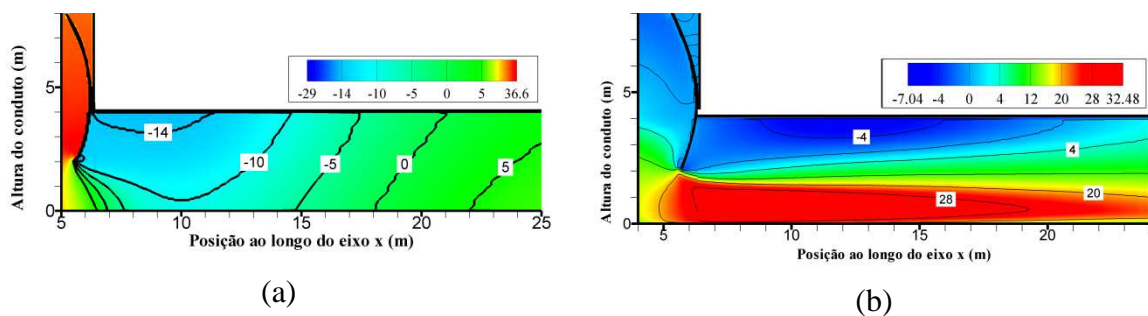 Altura do conduto (m)
5
0
-29 -14 -10 0 5 36.6
-14
-10
-5
0
5
5 10 15 20 25
Posição ao longo do eixo x (m)
(a)
Altura do conduto (m)
5
0
-7.04 -4 0 4 12 20 28 32.48
-4
4
20
28
5 10 15 20
Posição ao longo do eixo x (m)
(b)